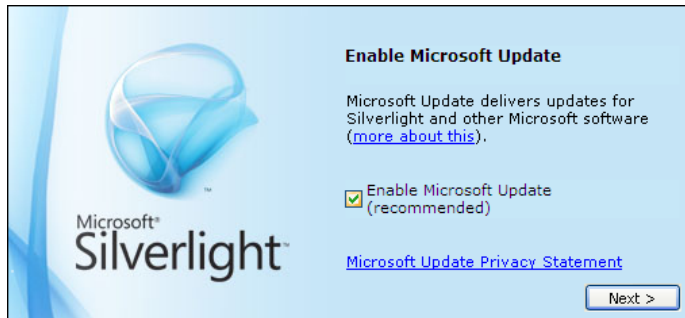 Enable Microsoft Update
Microsoft Update delivers updates for
Silverlight and other Microsoft software
(more about this).
Enable Microsoft Update
(recommended)
Microsoft®
Silverlight™
Microsoft Update Privacy Statement
Next >